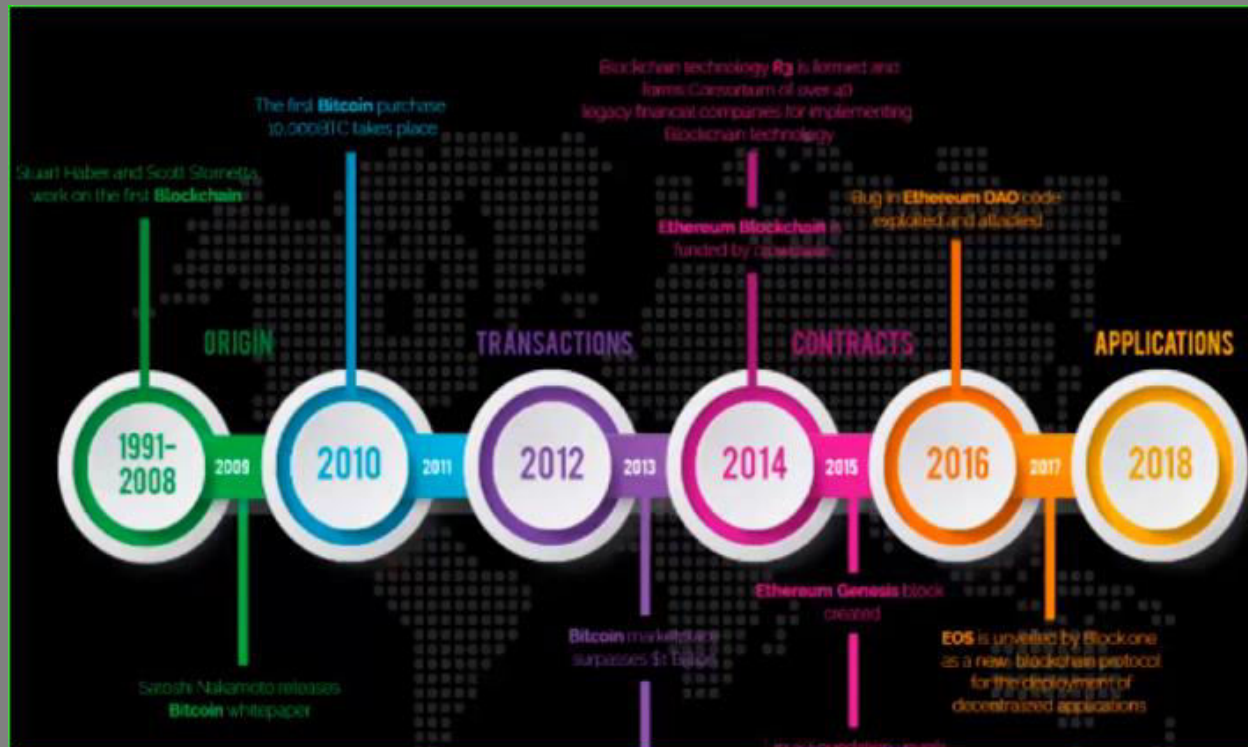 Blockchain technology R3 is formed and
forms Consortium of over 40
legacy financial companies for implementing
Blockchain technology
The first Bitcoin purchase
10,000BTC takes place
Stuart Haber and Scott Stornetta
work on the first Blockchain
Bug in Ethereum DAO code
exploited and attacked
Ethereum Blockchain is
funded by crowdsale
ORIGIN
TRANSACTIONS
CONTRACTS
APPLICATIONS
1991-
2008
2009
2010
2011
2012
2013
2014
2015
2016
2017
2018
Ethereum Genesis block
created
Bitcoin marketplace
surpasses $1 billion
EOS is unveiled by Block.one
as a new blockchain protocol
for the deployment of
decentralized applications
Satoshi Nakamoto releases
Bitcoin whitepaper